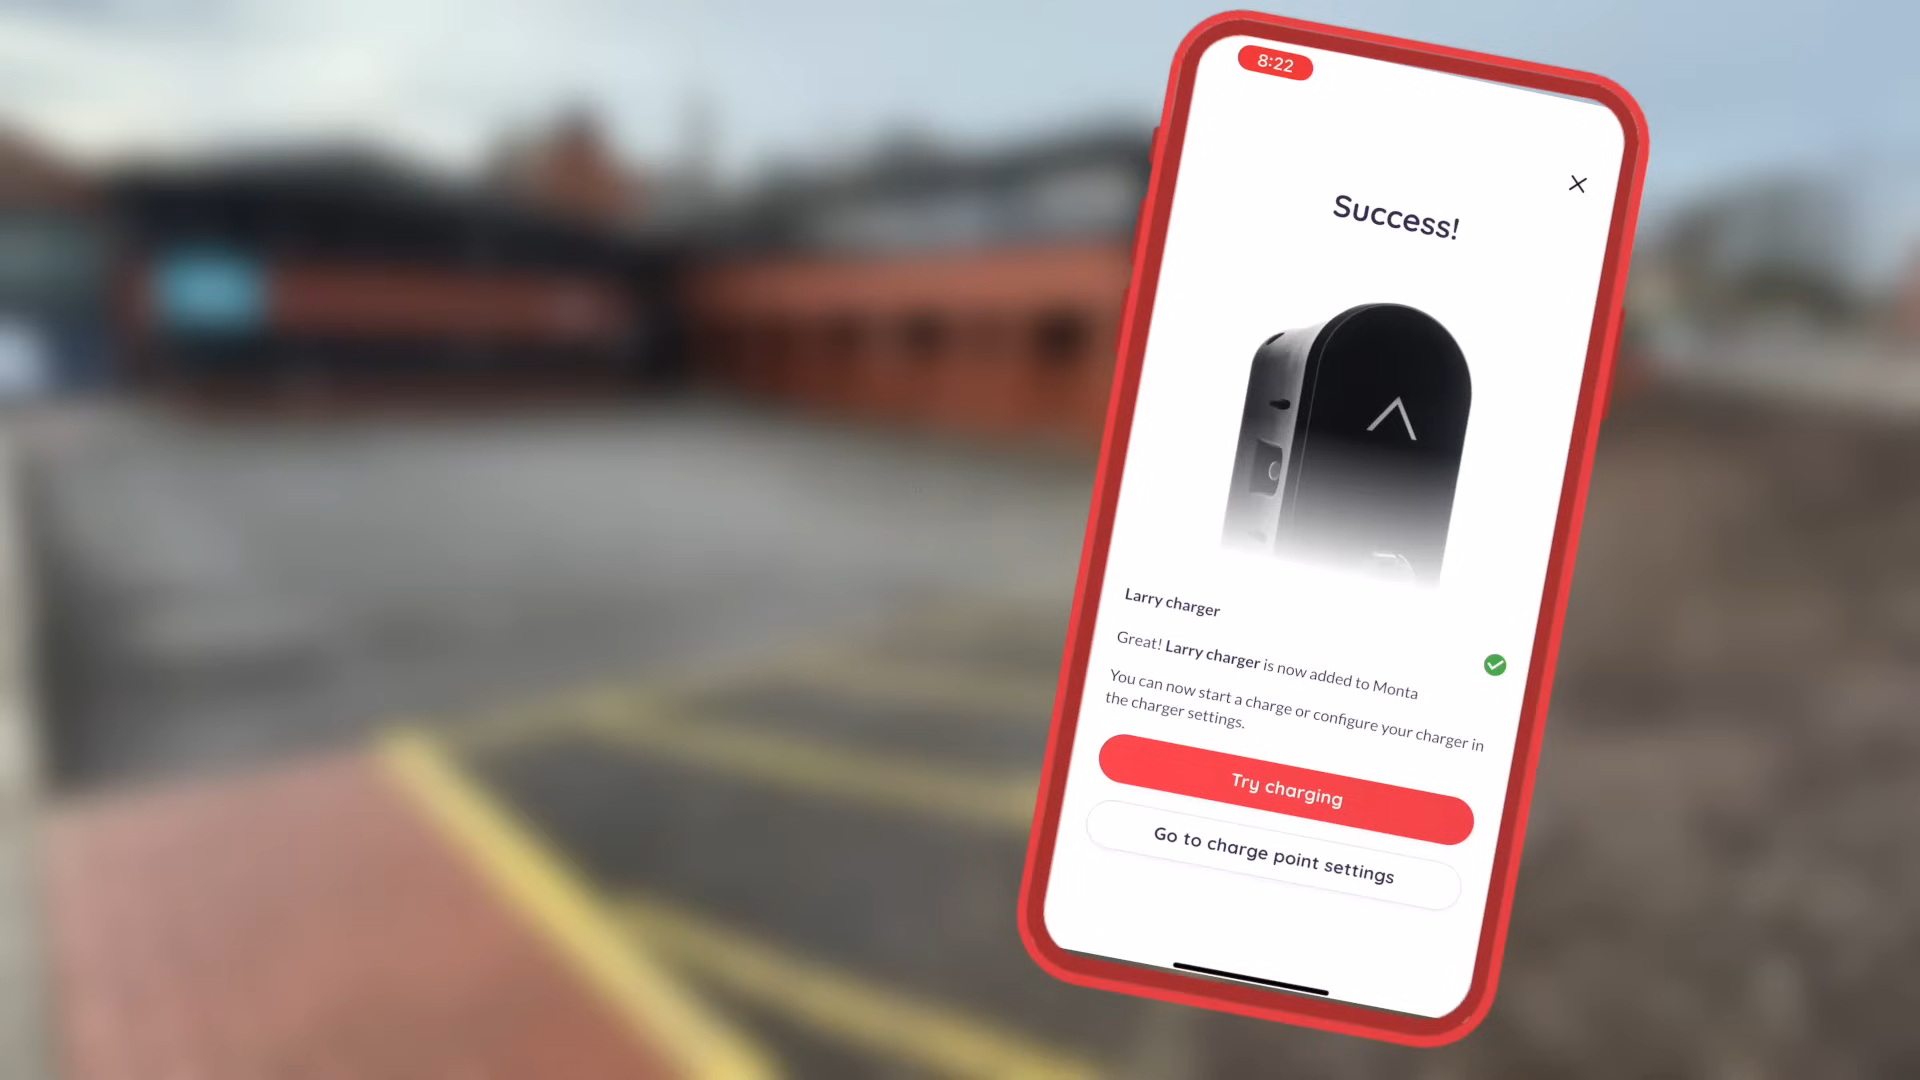 8:22
Success!
Larry charger
Great! Larry charger is now added to Monta
You can now start a charge or configure your charger in
the charger settings.
Try charging
Go to charge point settings